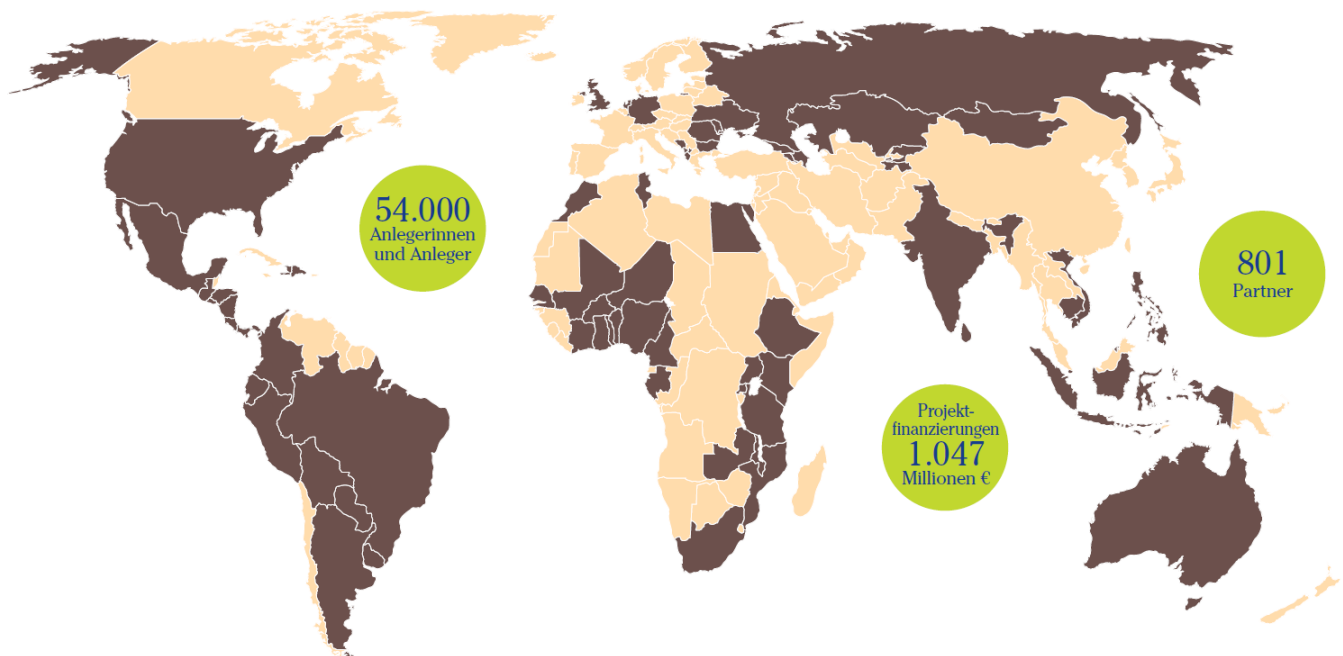 54.000
Anlegerinnen
und Anleger
801
Partner
Projekt-
finanzierungen
1.047
Millionen €